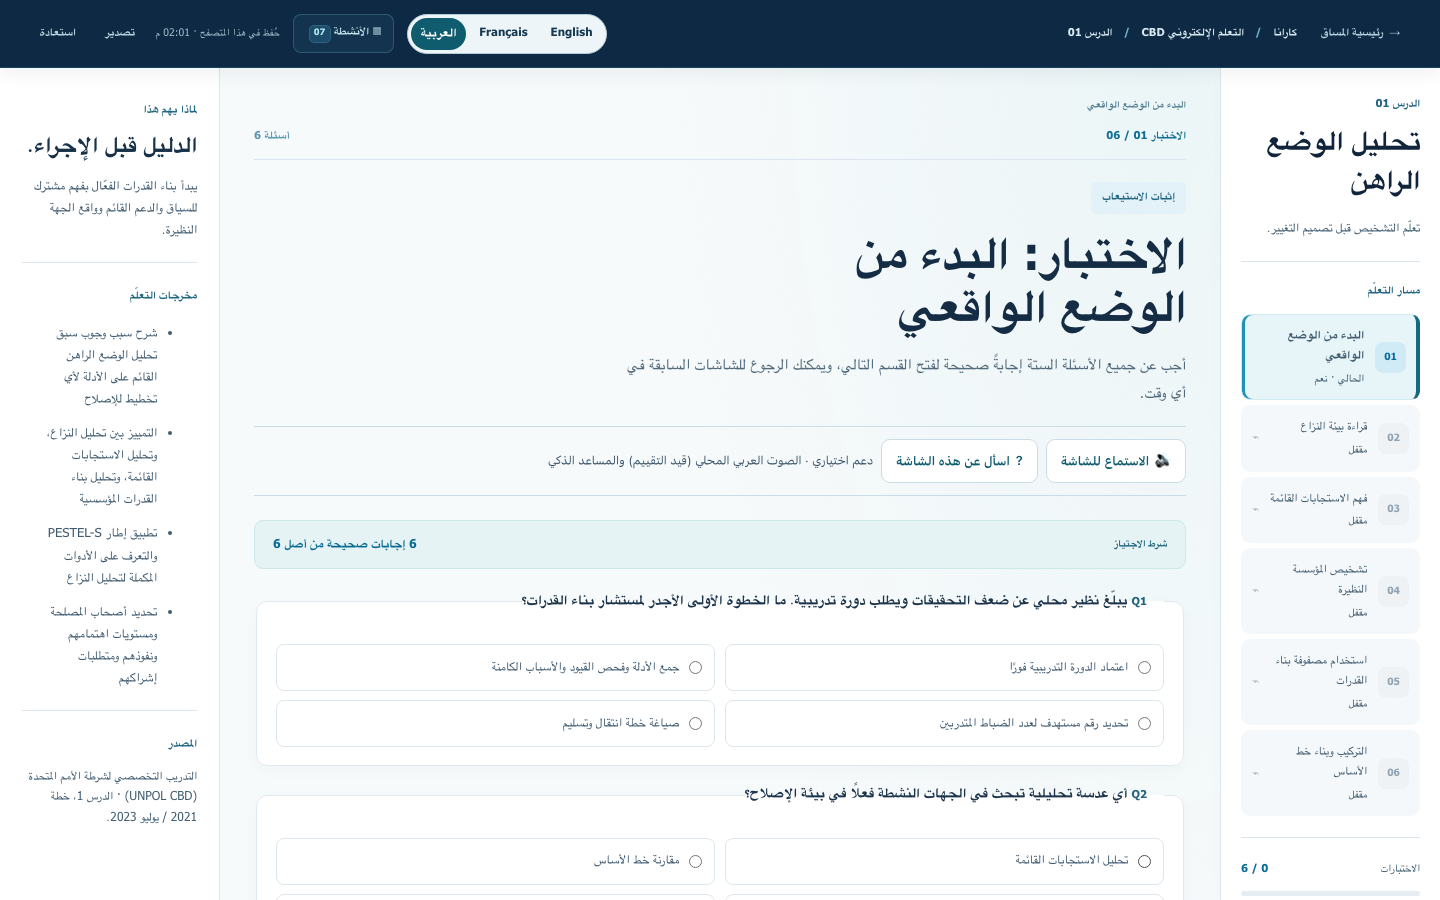 → رئيسية المساق
كارانا / التعلم الإلكتروني CBD / الدرس 01
English
Français
العربية
الأنشطة 07
حُفظ في هذا المتصفح · 02:01 م
تصدير
استعادة
الدرس 01
تحليل الوضع
الراهن
تعلّم التشخيص قبل تصميم التغيير.
مسار التعلّم
01
البدء من الوضع
الواقعي
الحالي · نعم
02
قراءة بيئة النزاع
مقفل
03
فهم الاستجابات القائمة
مقفل
04
تشخيص المؤسسة
النظيرة
مقفل
05
استخدام مصفوفة بناء
القدرات
مقفل
06
التركيب وبناء خط
الأساس
مقفل
الاختبارات
6 / 0
البدء من الوضع الواقعي
الاختبار 01 / 06
6 أسئلة
إثبات الاستيعاب
الاختبار: البدء من
الوضع الواقعي
أجب عن جميع الأسئلة الستة إجابةً صحيحة لفتح القسم التالي، ويمكنك الرجوع للشاشات السابقة في
أي وقت.
الاستماع للشاشة
? اسأل عن هذه الشاشة
دعم اختياري · الصوت العربي المحلي (قيد التقييم) والمساعد الذكي
شرط الاجتياز
6 إجابات صحيحة من أصل 6
Q1 يبلّغ نظير محلي عن ضعف التحقيقات ويطلب دورة تدريبية. ما الخطوة الأولى الأجدر لمستشار بناء القدرات؟
اعتماد الدورة التدريبية فورًا
جمع الأدلة وفحص القيود والأسباب الكامنة
تحديد رقم مستهدف لعدد الضباط المتدربين
صياغة خطة انتقال وتسليم
Q2 أي عدسة تحليلية تبحث في الجهات النشطة فعلًا في بيئة الإصلاح؟
تحليل الاستجابات القائمة
مقارنة خط الأساس
لماذا يهم هذا
الدليل قبل الإجراء.
يبدأ بناء القدرات الفعّال بفهم مشترك
للسياق والدعم القائم وواقع الجهة
النظيرة.
مخرجات التعلّم
• شرح سبب وجوب سبق
تحليل الوضع الراهن
القائم على الأدلة لأي
تخطيط للإصلاح
• التمييز بين تحليل النزاع،
وتحليل الاستجابات
القائمة، وتحليل بناء
القدرات المؤسسية
• تطبيق إطار PESTEL-S
والتعرف على الأدوات
المكملة لتحليل النزاع
• تحديد أصحاب المصلحة
ومستويات اهتمامهم
ونفوذهم ومتطلبات
إشراكهم
المصدر
التدريب التخصصي لشرطة الأمم المتحدة
(UNPOL CBD) · الدرس 1، خطة
2021 / يوليو 2023.